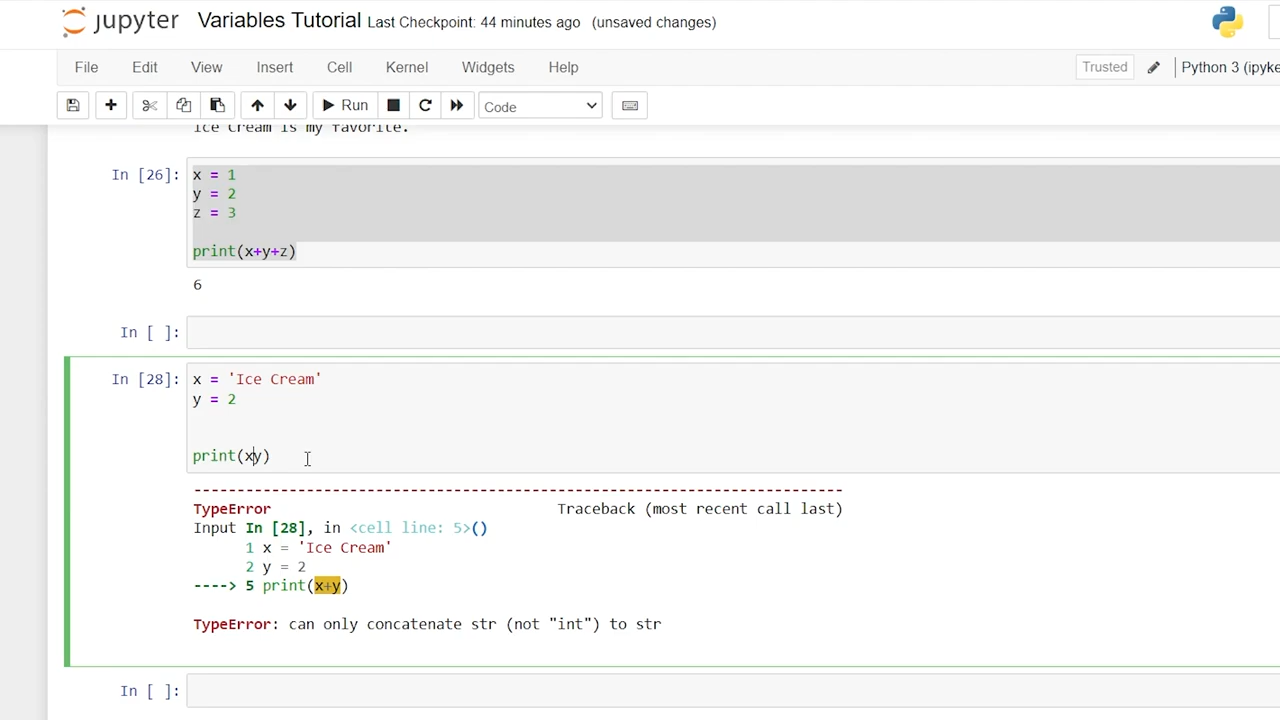 jupyter Variables Tutorial Last Checkpoint: 44 minutes ago (unsaved changes)
File Edit View Insert Cell Kernel Widgets Help Trusted Python 3 (ipyke
Run Code
Ice Cream is my favorite.
In [26]: x = 1
y = 2
z = 3
print(x+y+z)
6
In [ ]:
In [28]: x = 'Ice Cream'
y = 2
print(xy)
---------------------------------------------------------------------------
TypeError Traceback (most recent call last)
Input In [28], in <cell line: 5>()
1 x = 'Ice Cream'
2 y = 2
----> 5 print(x+y)
TypeError: can only concatenate str (not "int") to str
In [ ]: